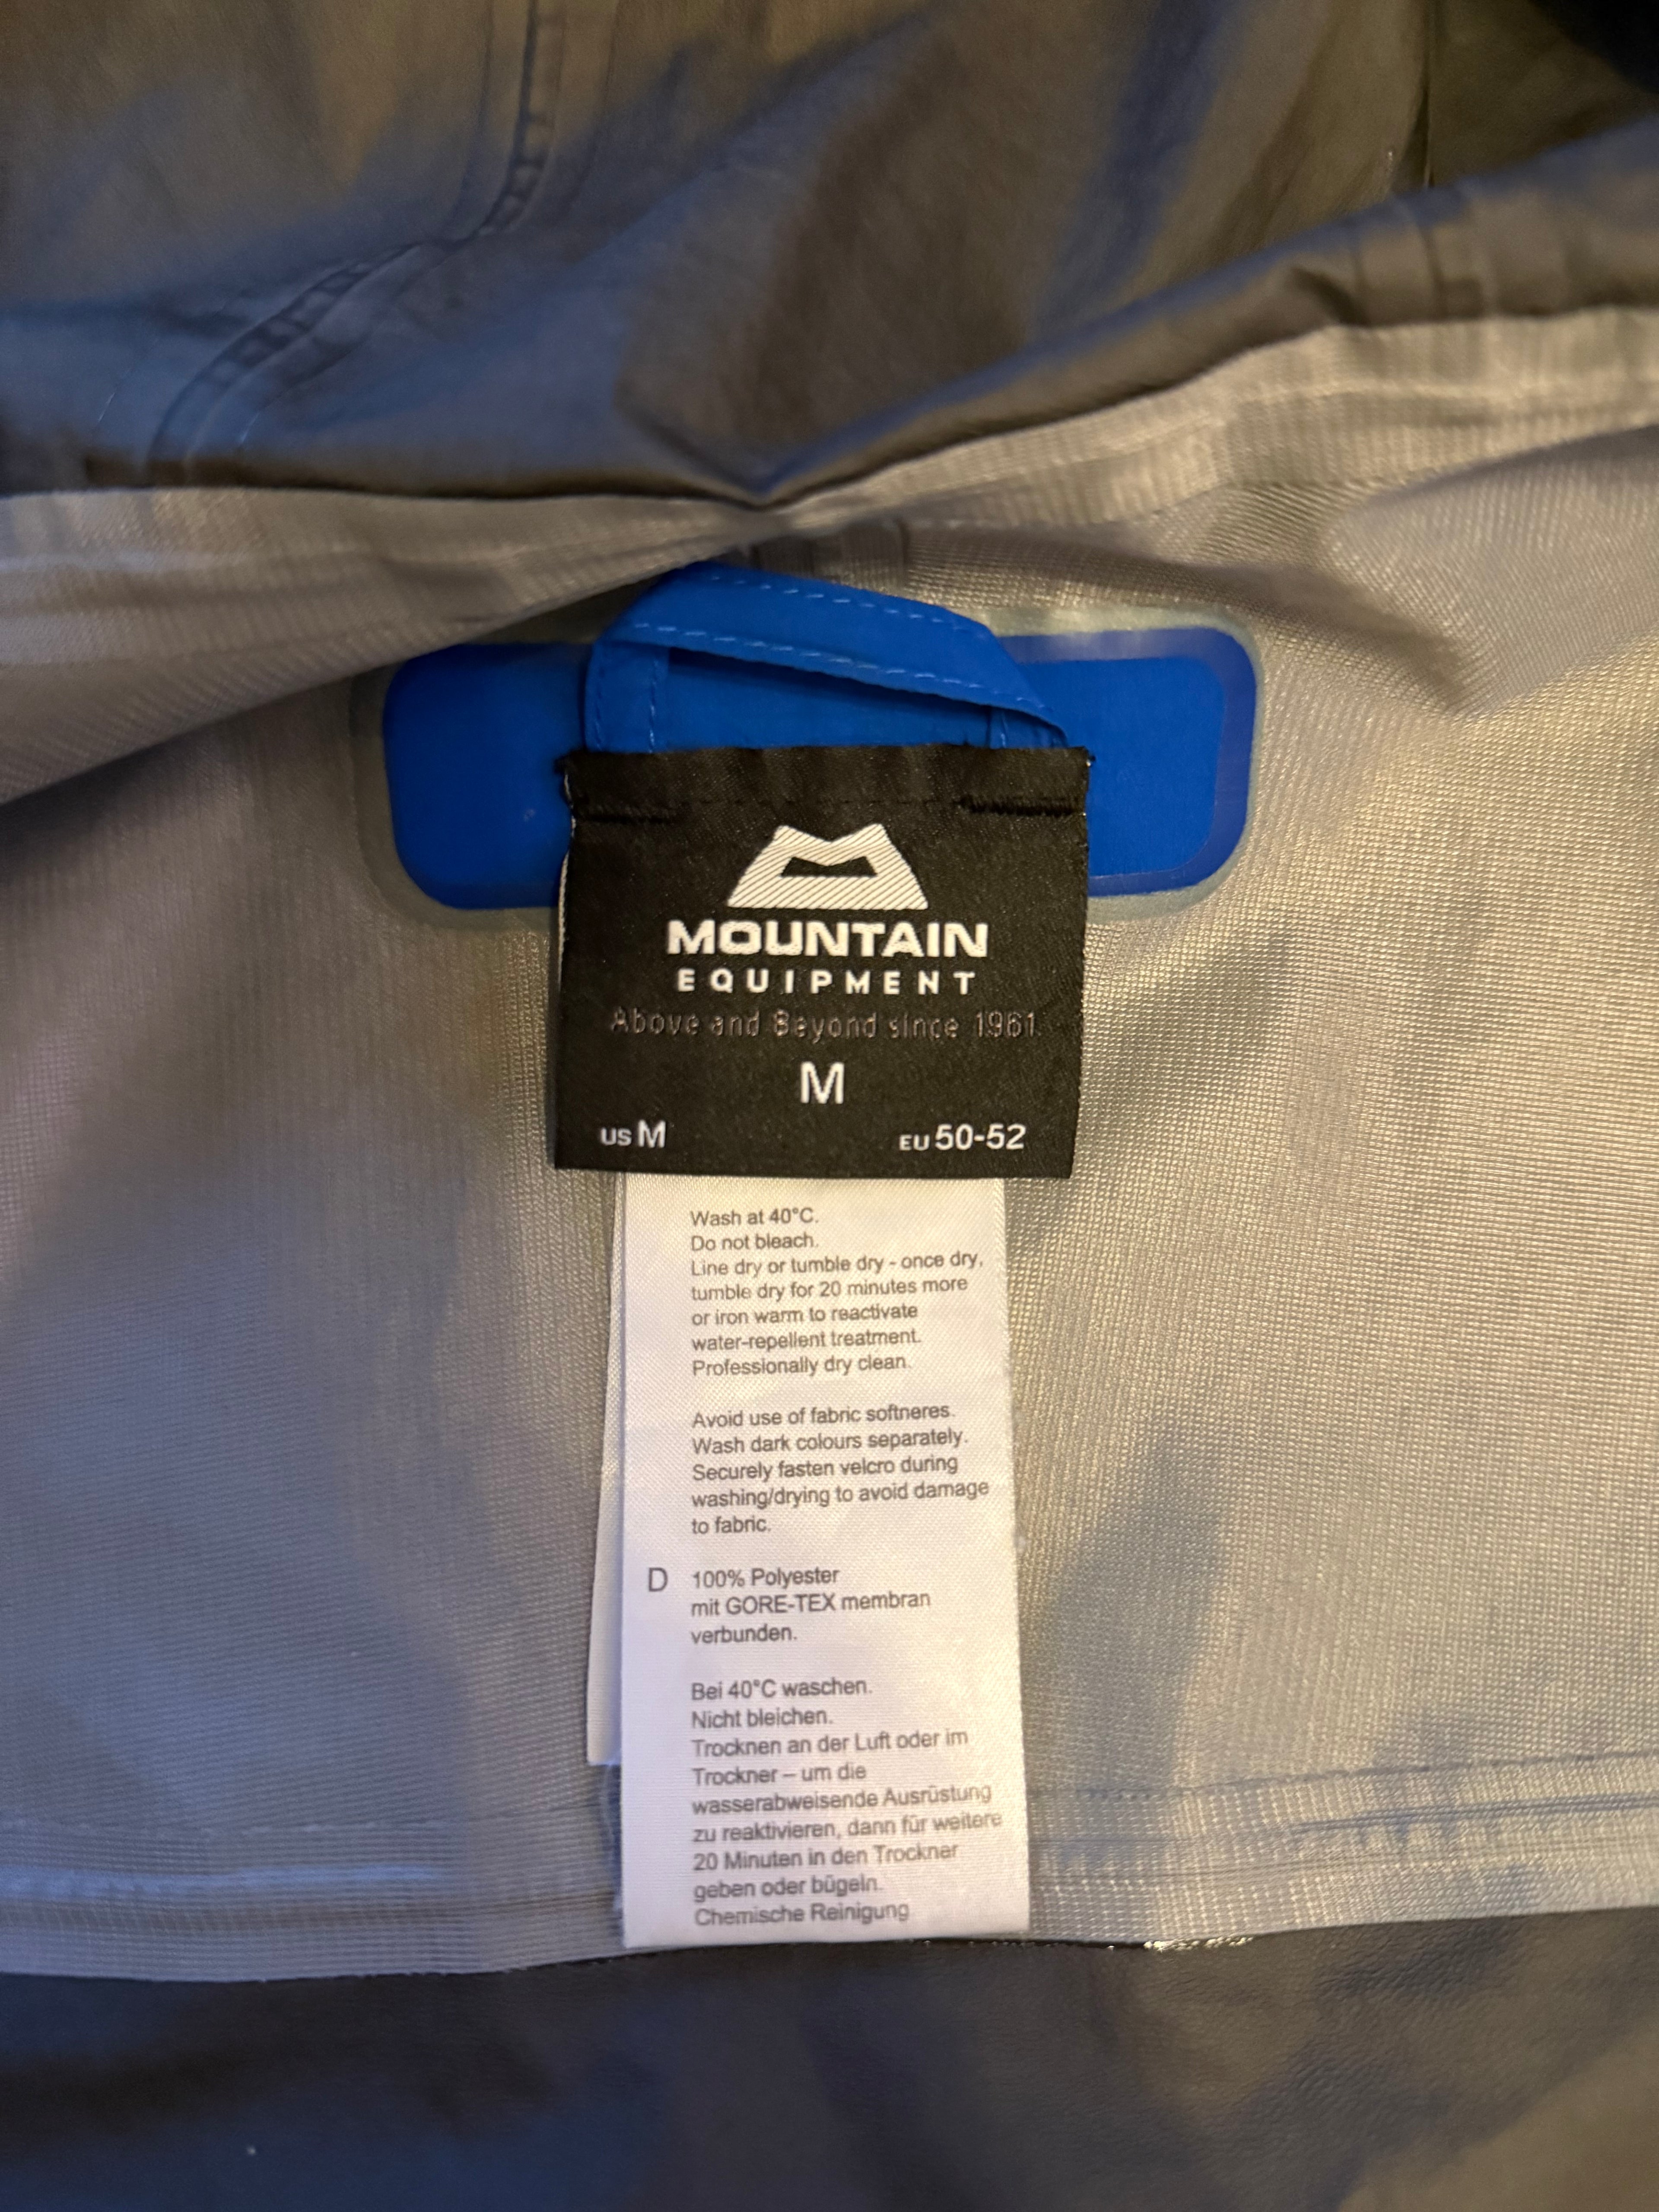 MOUNTAIN
EQUIPMENT
Above and Beyond since 1961
M
US M EU 50-52
Wash at 40°C.
Do not bleach.
Line dry or tumble dry - once dry,
tumble dry for 20 minutes more
or iron warm to reactivate
water-repellent treatment.
Professionally dry clean.
Avoid use of fabric softneres.
Wash dark colours separately.
Securely fasten velcro during
washing/drying to avoid damage
to fabric.
D 100% Polyester
mit GORE-TEX membran
verbunden.
Bei 40°C waschen.
Nicht bleichen.
Trocknen an der Luft oder im
Trockner – um die
wasserabweisende Ausrüstung
zu reaktivieren, dann für weitere
20 Minuten in den Trockner
geben oder bügeln.
Chemische Reinigung